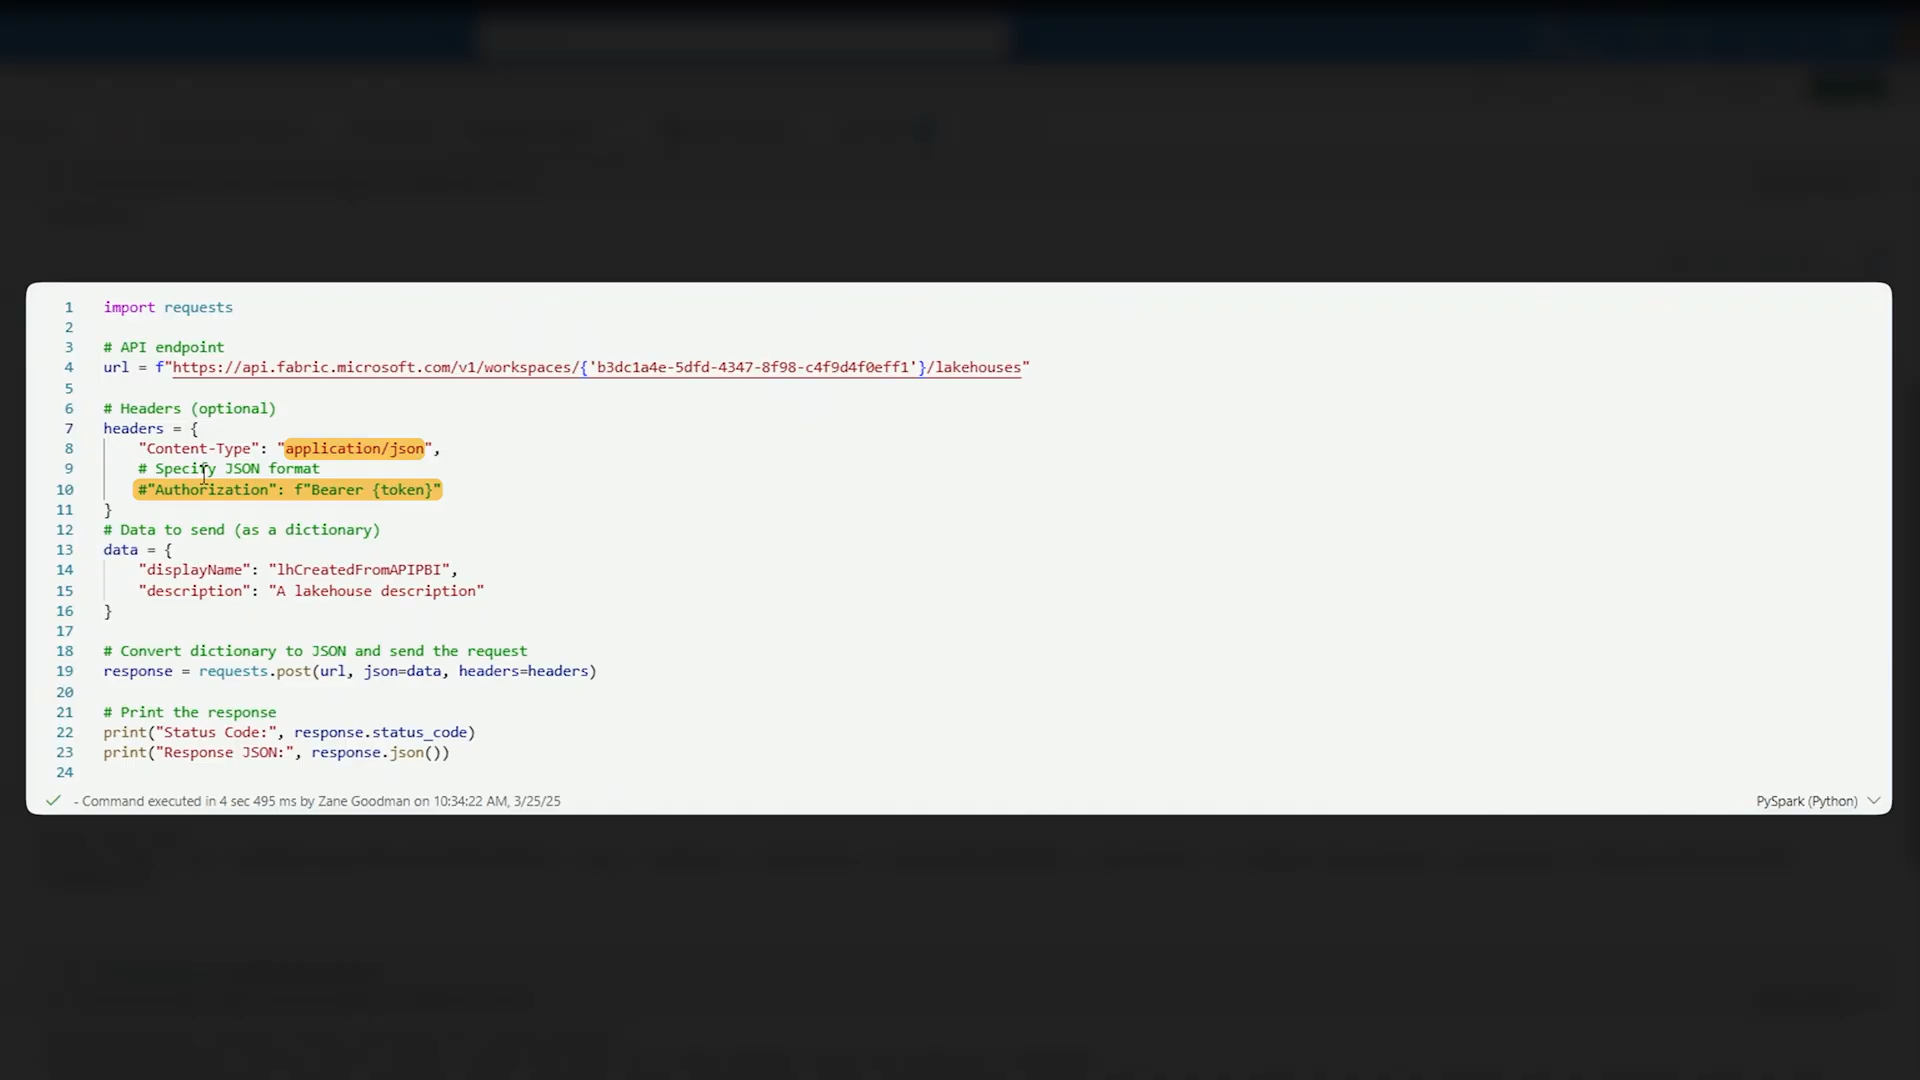 1 import requests
2
3 # API endpoint
4 url = f"https://api.fabric.microsoft.com/v1/workspaces/{'b3dc1a4e-5dfd-4347-8f98-c4f9d4f0eff1'}/lakehouses"
5
6 # Headers (optional)
7 headers = {
8 "Content-Type": "application/json",
9 # Specify JSON format
10 #"Authorization": f"Bearer {token}"
11 }
12 # Data to send (as a dictionary)
13 data = {
14 "displayName": "lhCreatedFromAPIPBI",
15 "description": "A lakehouse description"
16 }
17
18 # Convert dictionary to JSON and send the request
19 response = requests.post(url, json=data, headers=headers)
20
21 # Print the response
22 print("Status Code:", response.status_code)
23 print("Response JSON:", response.json())
24
- Command executed in 4 sec 495 ms by Zane Goodman on 10:34:22 AM, 3/25/25 PySpark (Python)